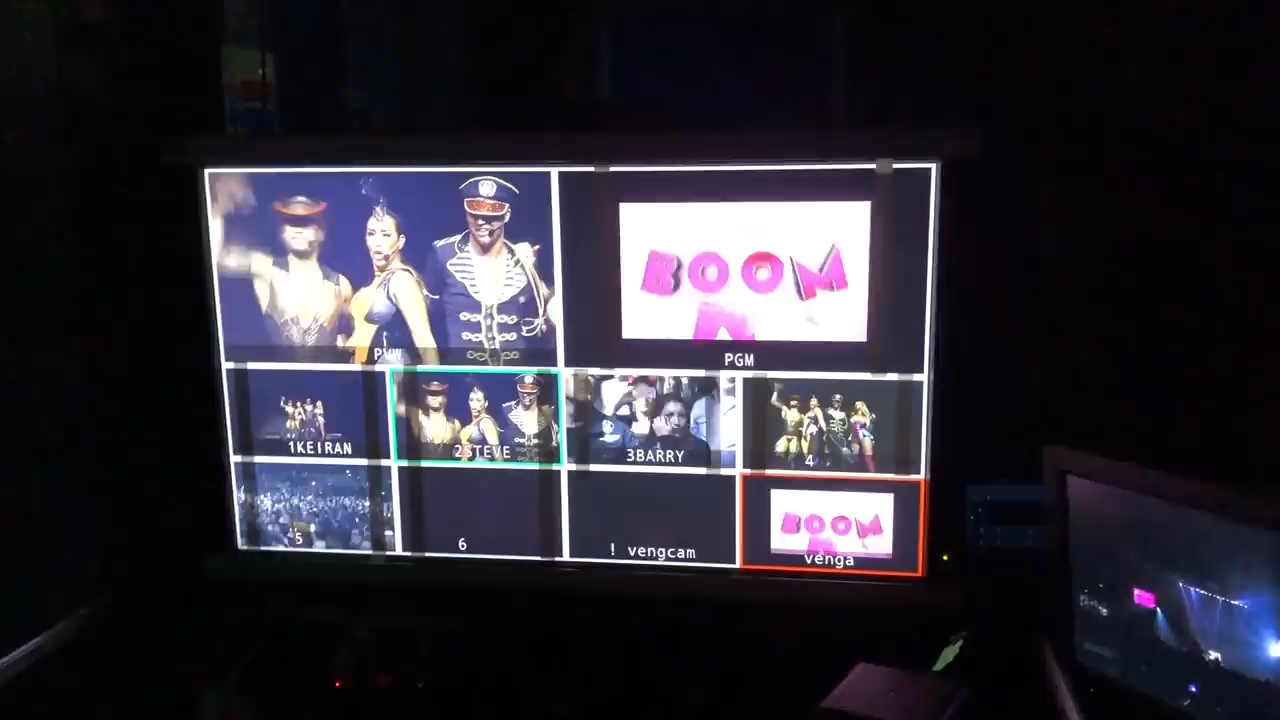 BOOM
PVW
PGM
1KEIRAN
2STEVE
3BARRY
4
5
6
! vengcam
BOOM
venga